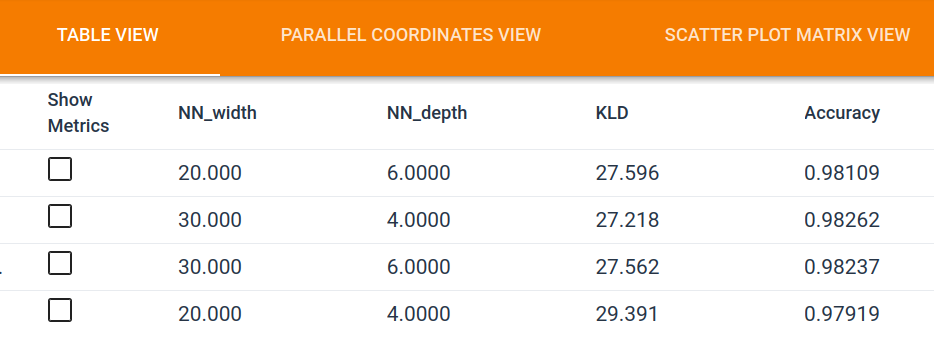 TABLE VIEW PARALLEL COORDINATES VIEW SCATTER PLOT MATRIX VIEW
Show Metrics NN_width NN_depth KLD Accuracy
20.000 6.0000 27.596 0.98109
30.000 4.0000 27.218 0.98262
30.000 6.0000 27.562 0.98237
20.000 4.0000 29.391 0.97919